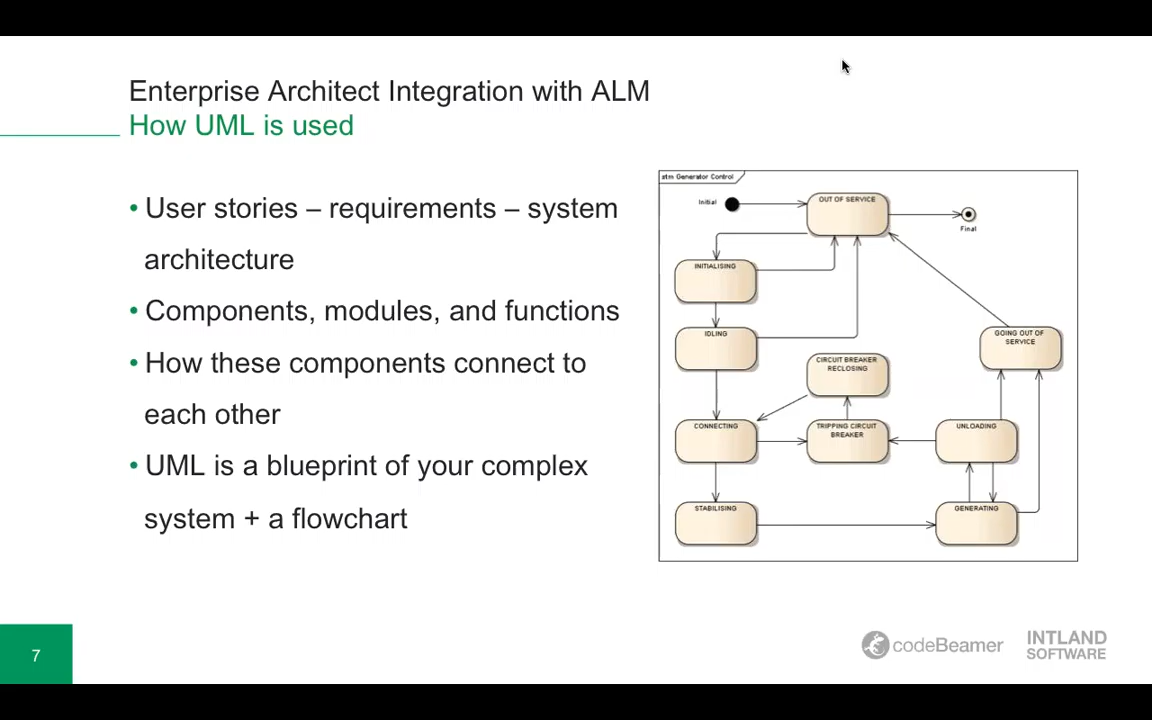 Enterprise Architect Integration with ALM
How UML is used
• User stories – requirements – system
architecture
• Components, modules, and functions
• How these components connect to
each other
• UML is a blueprint of your complex
system + a flowchart
stm Generator Control
Initial
OUT OF SERVICE
Final
INITIALISING
IDLING
GOING OUT OF
SERVICE
CIRCUIT BREAKER
RECLOSING
CONNECTING
TRIPPING CIRCUIT
BREAKER
UNLOADING
STABILISING
GENERATING
7
codeBeamer
INTLAND
SOFTWARE